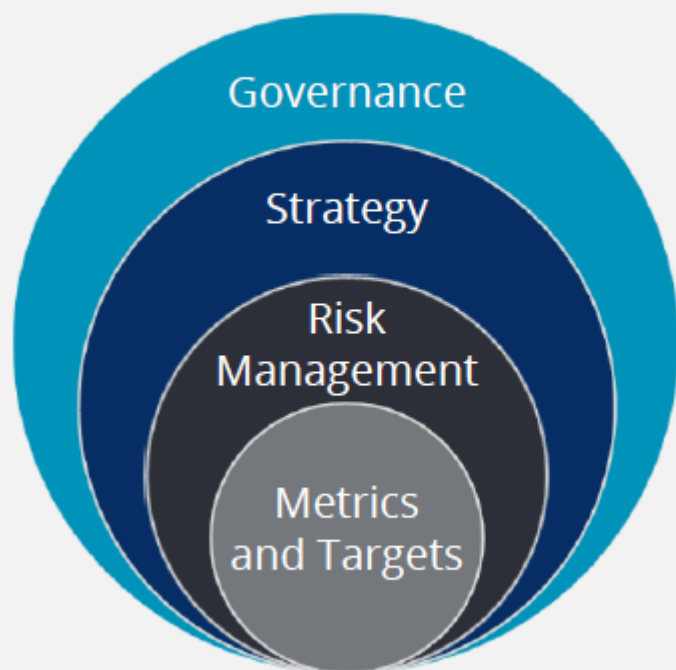 Governance
Strategy
Risk
Management
Metrics
and Targets